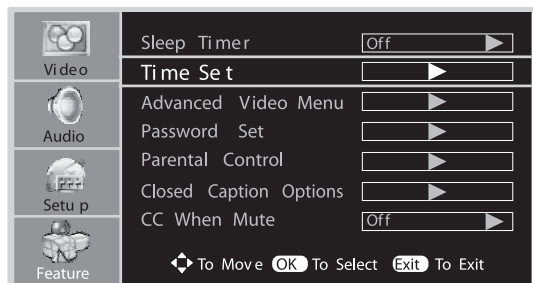 Video
Audio
Setup
Feature
Sleep Timer Off
Time Set
Advanced Video Menu
Password Set
Parental Control
Closed Caption Options
CC When Mute Off
To Move OK To Select Exit To Exit